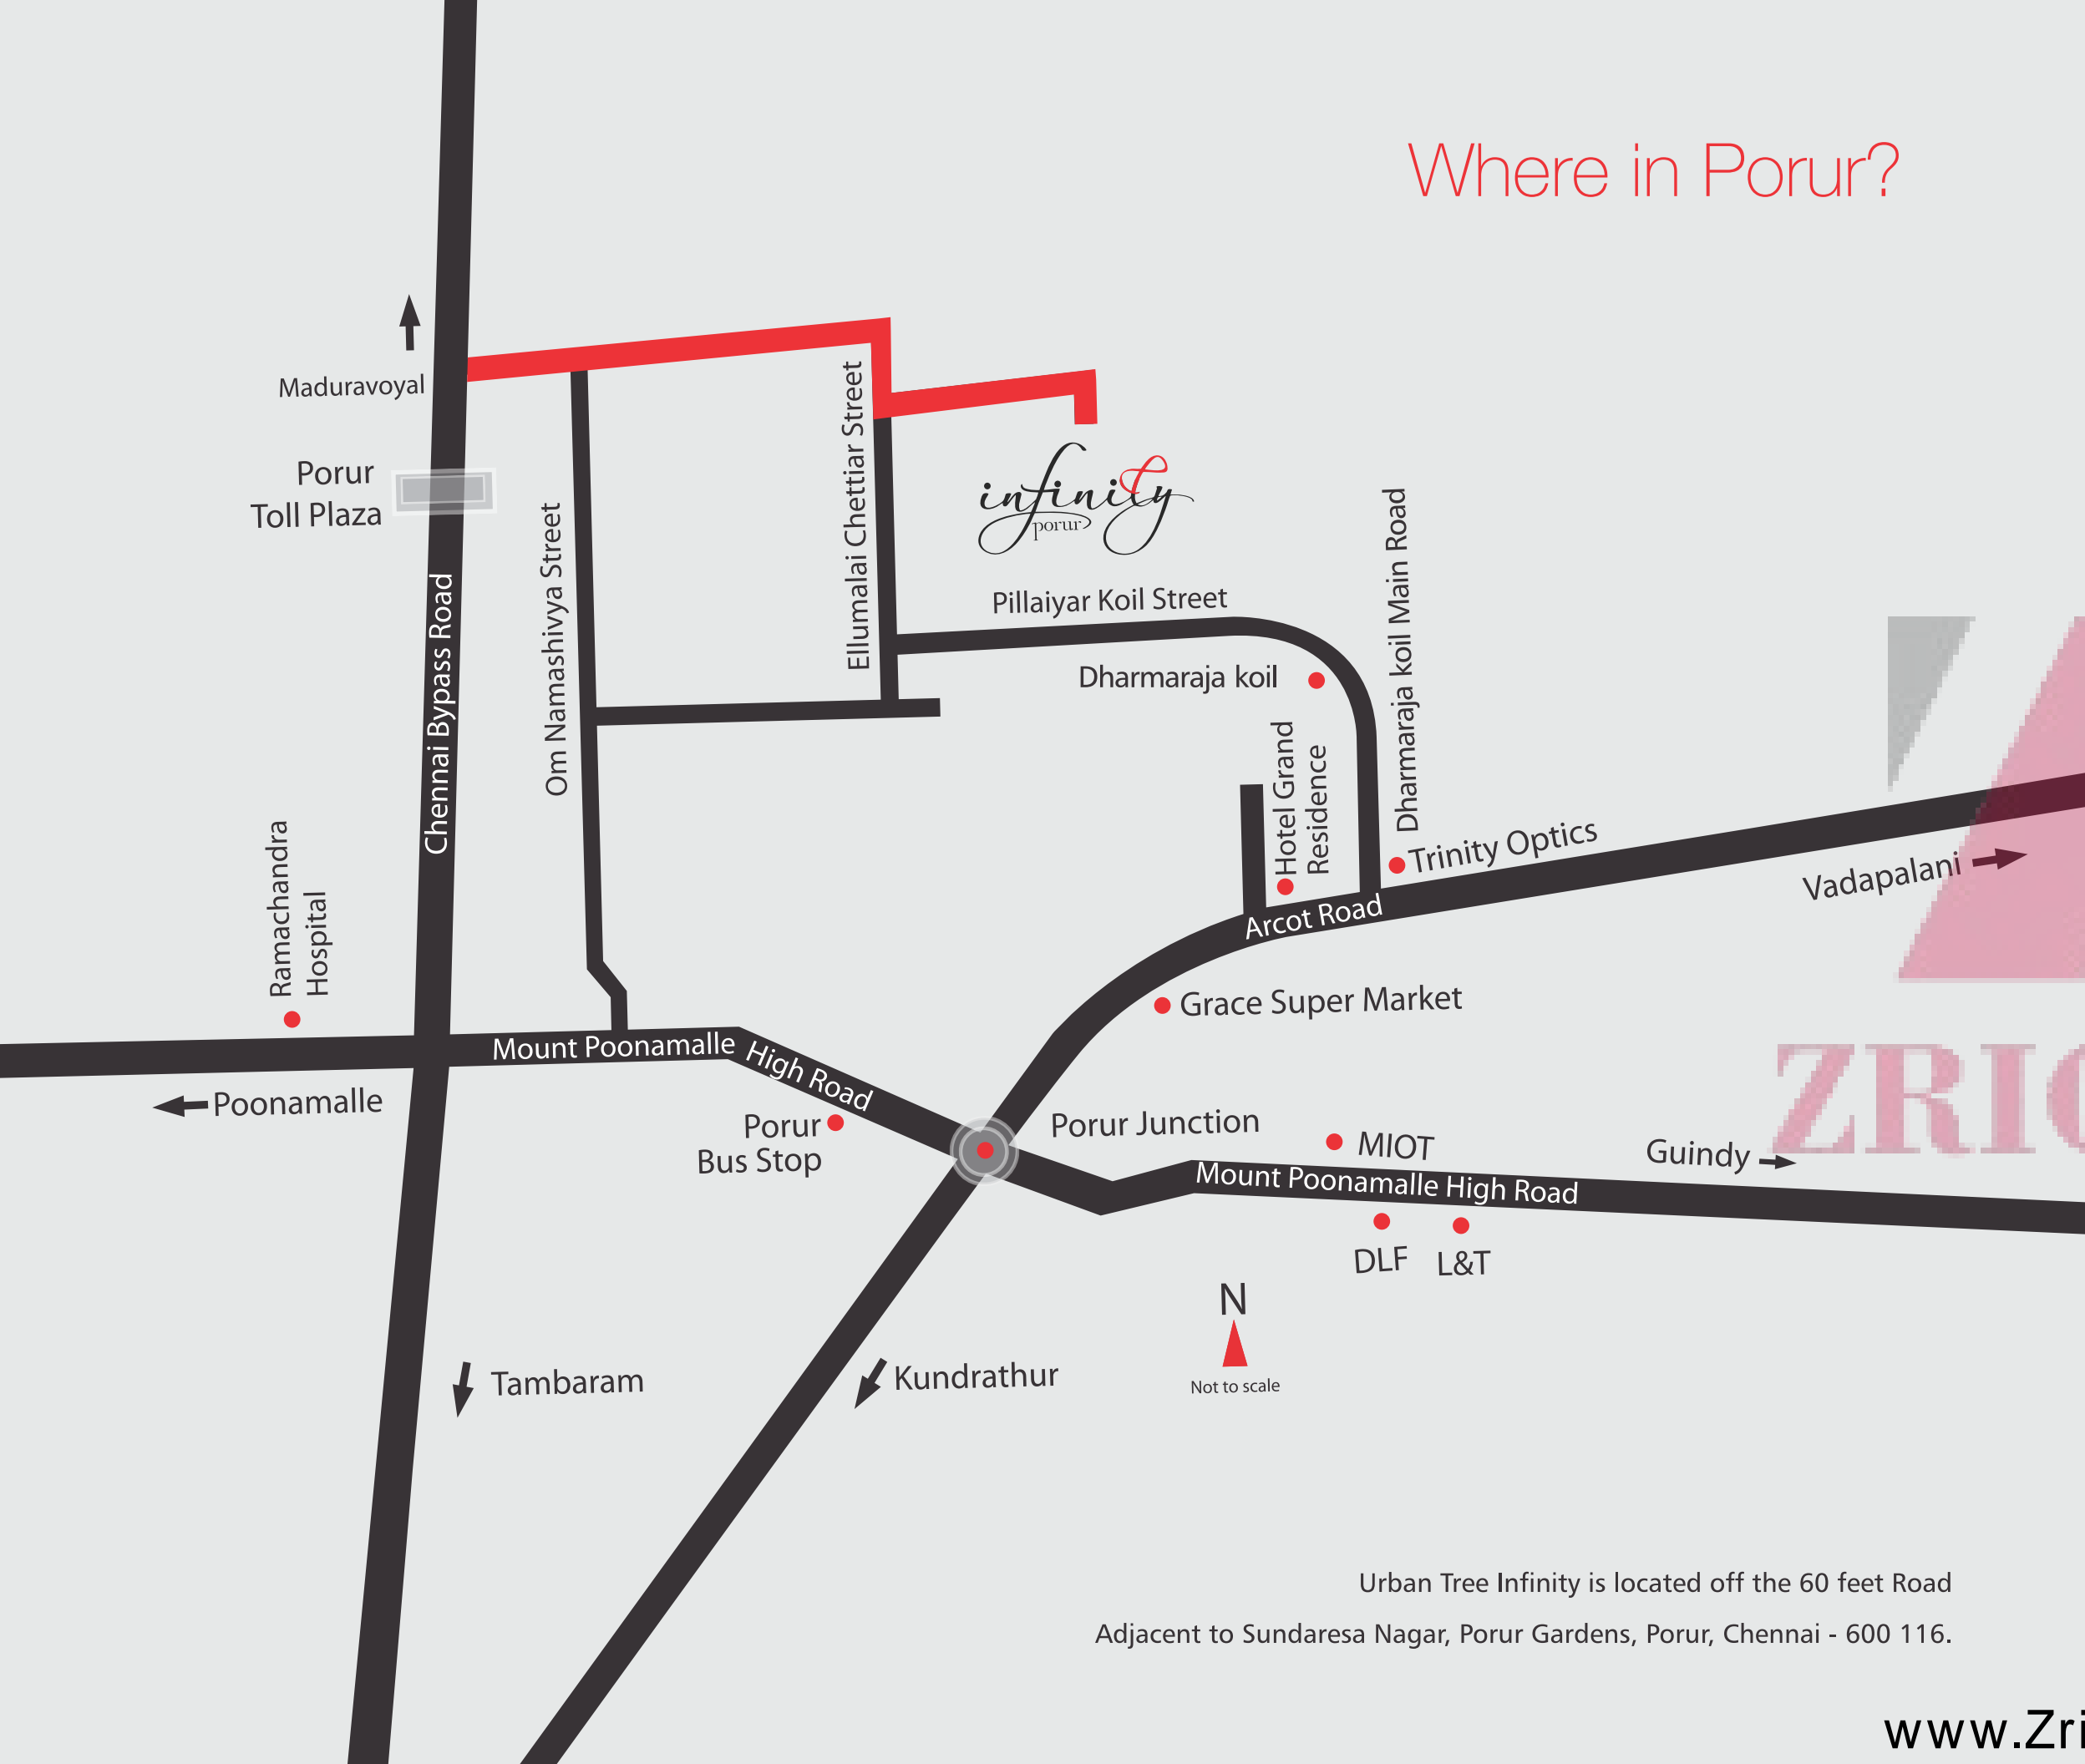 Where in Porur?
Maduravoyal
Porur
Toll Plaza
Chennai Bypass Road
Om Namashivya Street
Ellumalai Chettiar Street
infinity
porur
Pillaiyar Koil Street
Dharmaraja koil
Dharmaraja koil Main Road
Hotel Grand
Residence
Trinity Optics
Vadapalani
Arcot Road
Ramachandra
Hospital
Grace Super Market
Mount Poonamalle
High Road
Poonamalle
Porur
Bus Stop
Porur Junction
MIOT
Guindy
Mount Poonamalle High Road
DLF
L&T
N
Not to scale
Tambaram
Kundrathur
Urban Tree Infinity is located off the 60 feet Road
Adjacent to Sundaresa Nagar, Porur Gardens, Porur, Chennai - 600 116.